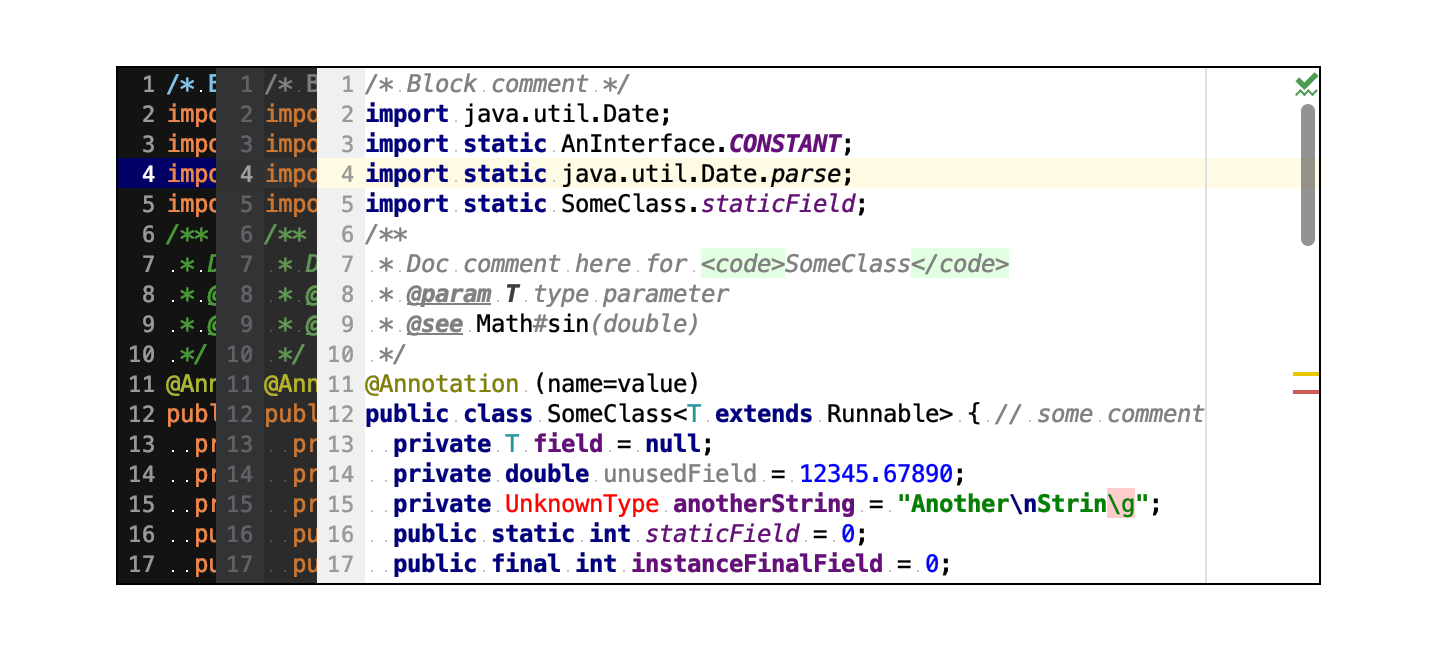 1 /*.B 1 /* B 1 /* Block comment */
2 impo 2 impo 2 import java.util.Date;
3 impo 3 impo 3 import static AnInterface.CONSTANT;
4 impo 4 impo 4 import static java.util.Date.parse;
5 impo 5 impo 5 import static SomeClass.staticField;
6 /** 6 /** 6 /**
7 .*.D 7 * D 7 * Doc comment here for <code>SomeClass</code>
8 .*.@ 8 * @ 8 * @param T type parameter
9 .*.@ 9 * @ 9 * @see Math#sin(double)
10 .*/ 10 */ 10 */
11 @Ann 11 @Ann 11 @Annotation (name=value)
12 publ 12 publ 12 public class SomeClass<T extends Runnable> { // some comment
13 ..pr 13 pr 13 private T field = null;
14 ..pr 14 pr 14 private double unusedField = 12345.67890;
15 ..pr 15 pr 15 private UnknownType anotherString = "Another\nStrin\g";
16 ..pu 16 pu 16 public static int staticField = 0;
17 ..pu 17 pu 17 public final int instanceFinalField = 0;